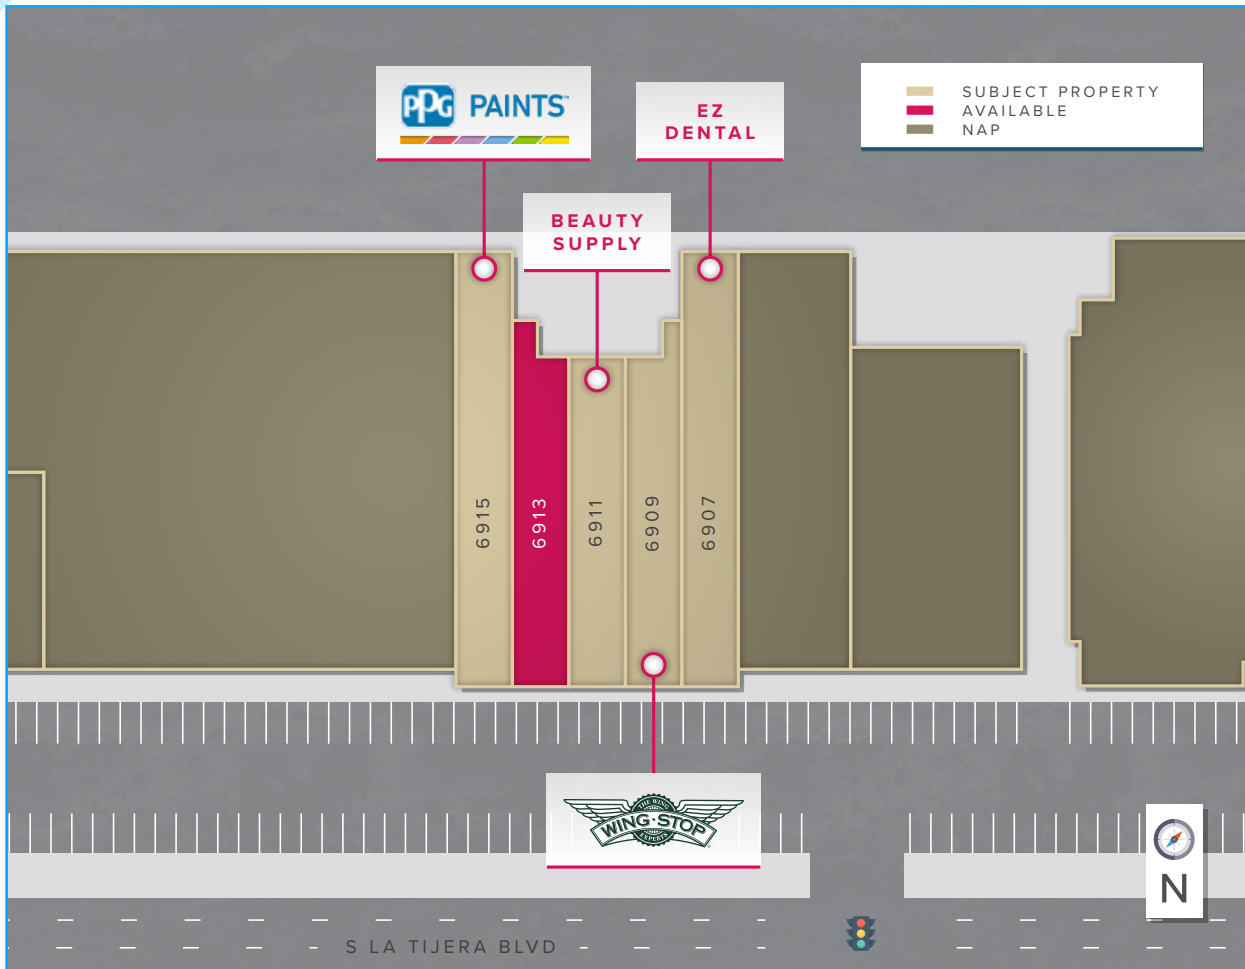 PPG PAINTS™
EZ
DENTAL
SUBJECT PROPERTY
AVAILABLE
NAP
BEAUTY
SUPPLY
6915
6913
6911
6909
6907
THE WING
WING·STOP
EXPERTS
N
S LA TIJERA BLVD